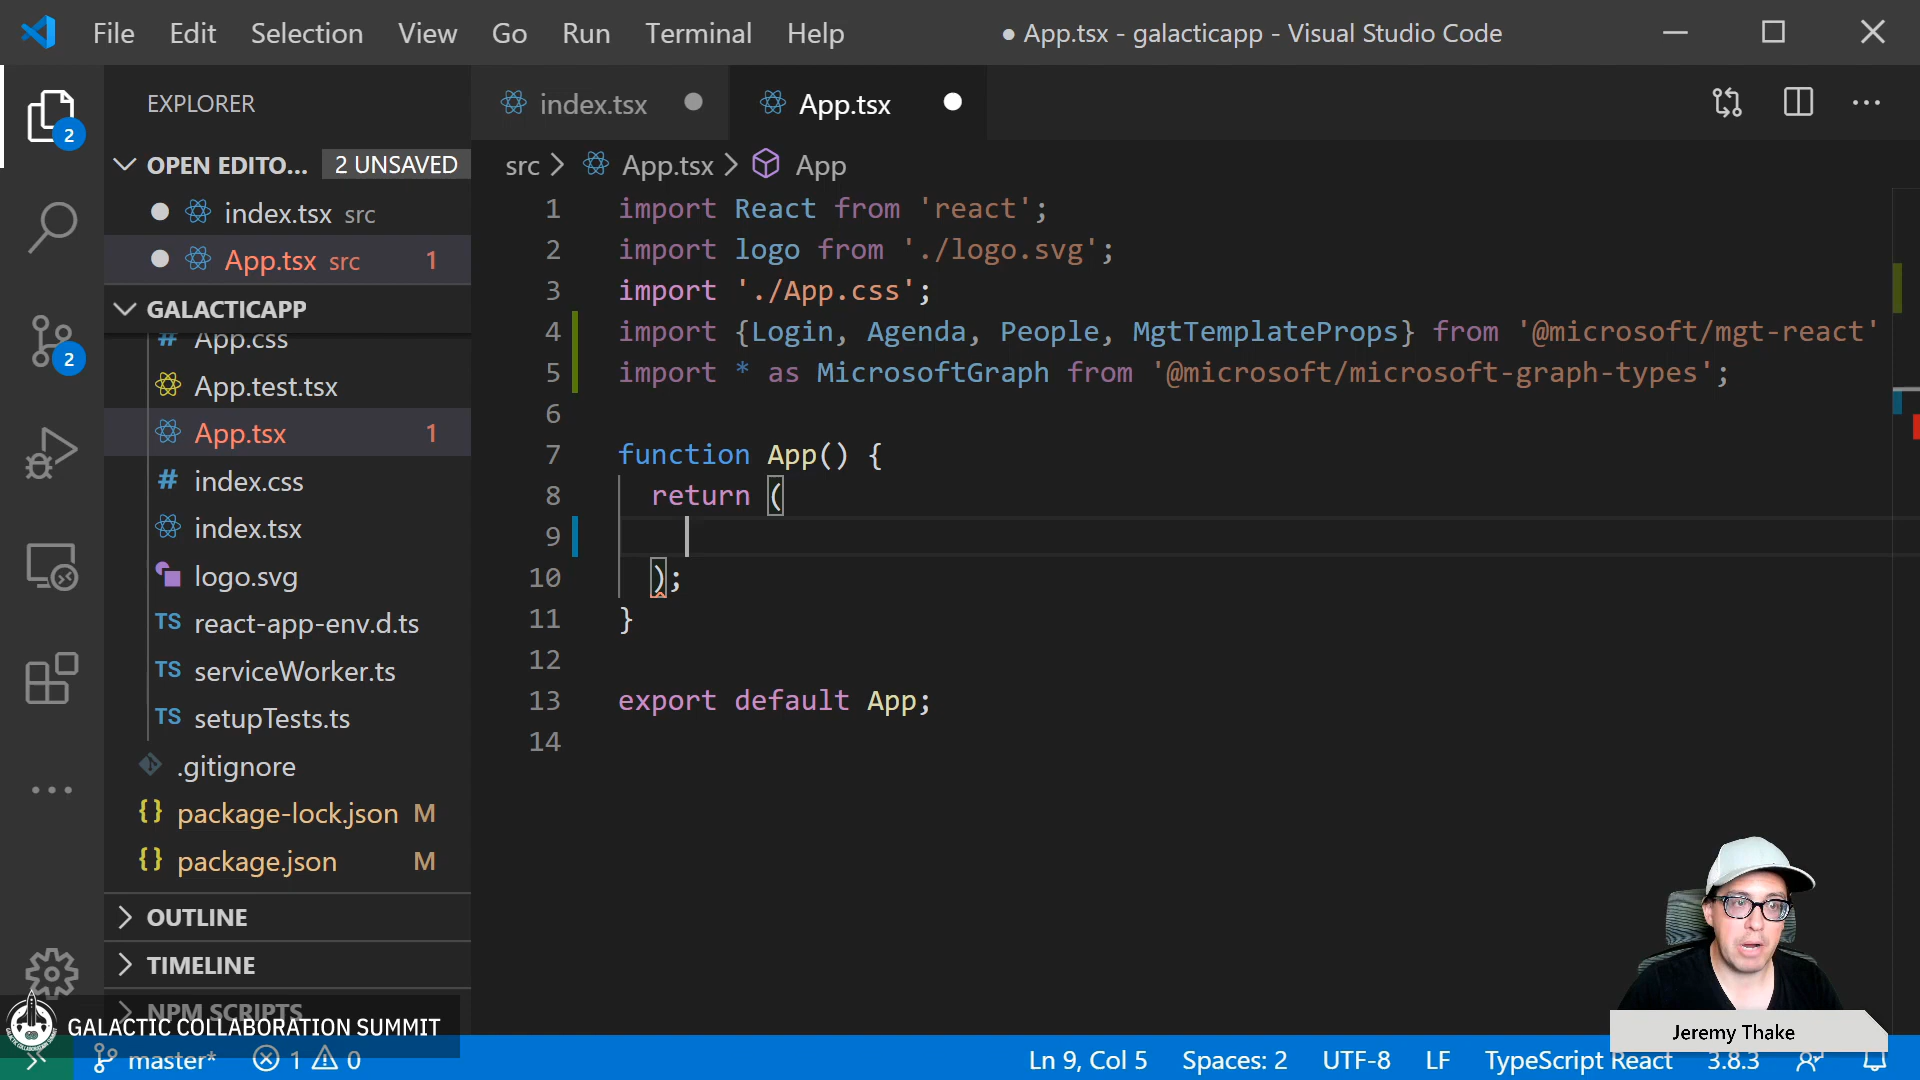 File Edit Selection View Go Run Terminal Help ● App.tsx - galacticapp - Visual Studio Code
EXPLORER
index.tsx
App.tsx
OPEN EDITO... 2 UNSAVED
index.tsx src
App.tsx src 1
GALACTICAPP
# App.css
App.test.tsx
App.tsx 1
# index.css
index.tsx
logo.svg
TS react-app-env.d.ts
TS serviceWorker.ts
TS setupTests.ts
.gitignore
{} package-lock.json M
{} package.json M
OUTLINE
TIMELINE
NPM SCRIPTS
2
2
src > App.tsx > App
1 import React from 'react';
2 import logo from './logo.svg';
3 import './App.css';
4 import {Login, Agenda, People, MgtTemplateProps} from '@microsoft/mgt-react'
5 import * as MicrosoftGraph from '@microsoft/microsoft-graph-types';
6
7 function App() {
8 return (
9
10 );
11 }
12
13 export default App;
14
GALACTIC COLLABORATION SUMMIT
Jeremy Thake
master* 1 0 Ln 9, Col 5 Spaces: 2 UTF-8 LF TypeScript React 3.8.3